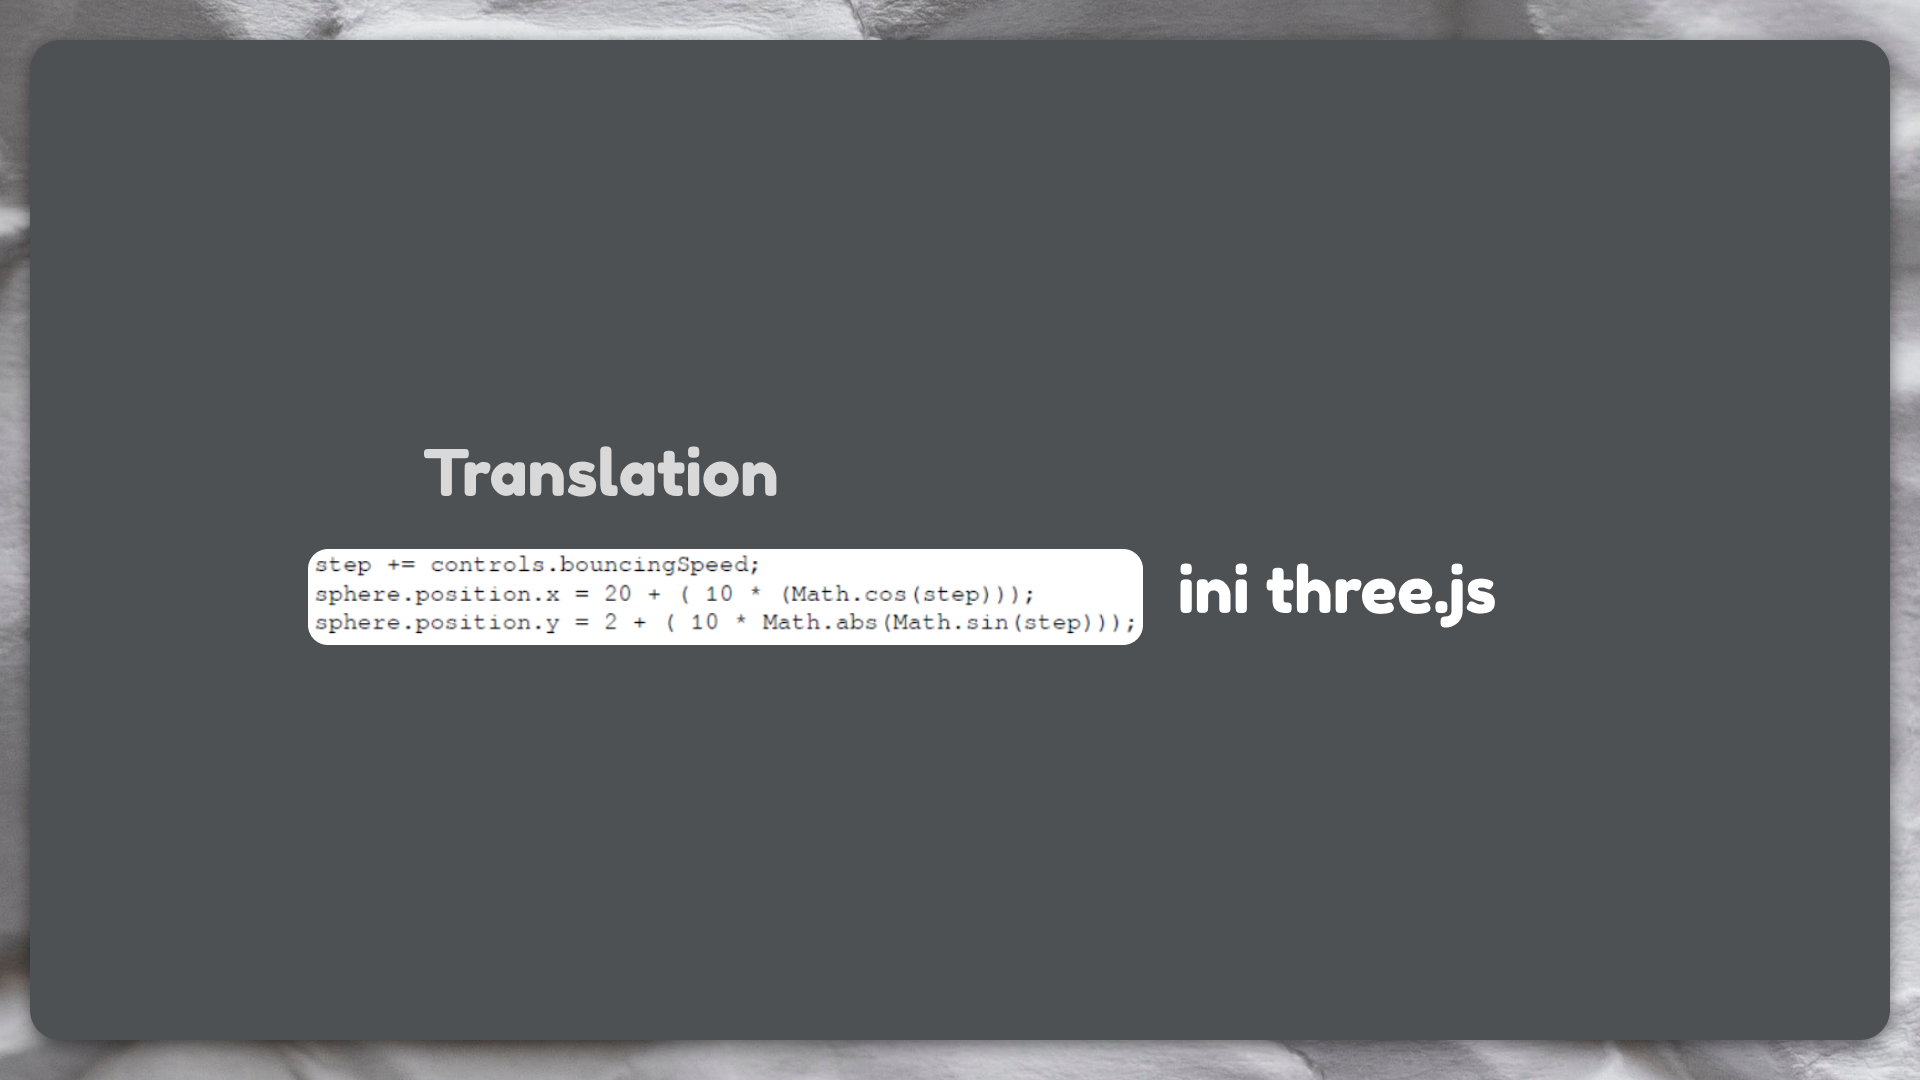 Translation
step += controls.bouncingSpeed;
sphere.position.x = 20 + ( 10 * (Math.cos(step)));
sphere.position.y = 2 + ( 10 * Math.abs(Math.sin(step)));
ini three.js